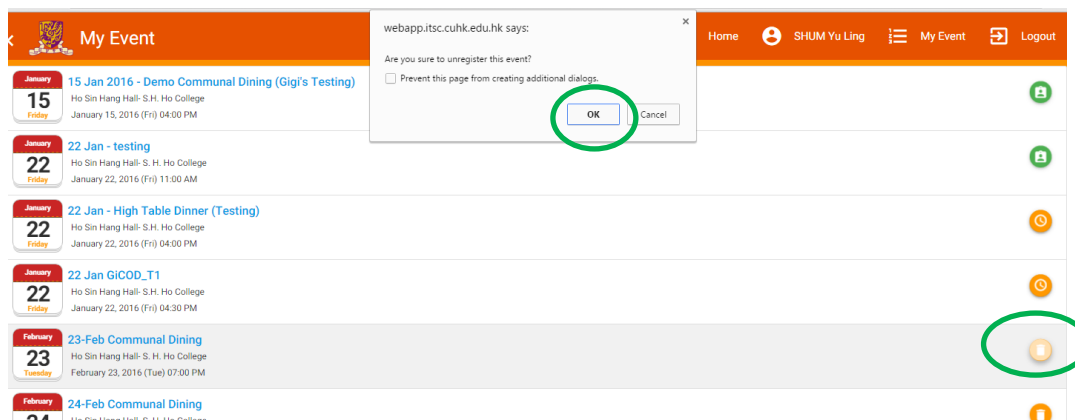 My Event
webapp.itsc.cuhk.edu.hk says:
Are you sure to unregister this event?
Prevent this page from creating additional dialogs.
OK
Cancel
Home
SHUM Yu Ling
My Event
Logout
January
15
Friday
15 Jan 2016 - Demo Communal Dining (Gigi's Testing)
Ho Sin Hang Hall- S.H. Ho College
January 15, 2016 (Fri) 04:00 PM
January
22
Friday
22 Jan - testing
Ho Sin Hang Hall- S. H. Ho College
January 22, 2016 (Fri) 11:00 AM
January
22
Friday
22 Jan - High Table Dinner (Testing)
Ho Sin Hang Hall- S.H. Ho College
January 22, 2016 (Fri) 04:00 PM
January
22
Friday
22 Jan GiCOD_T1
Ho Sin Hang Hall- S.H. Ho College
January 22, 2016 (Fri) 04:30 PM
February
23
Tuesday
23-Feb Communal Dining
Ho Sin Hang Hall- S. H. Ho College
February 23, 2016 (Tue) 07:00 PM
February
24
24-Feb Communal Dining
Ho Sin Hang Hall- S. H. Ho College